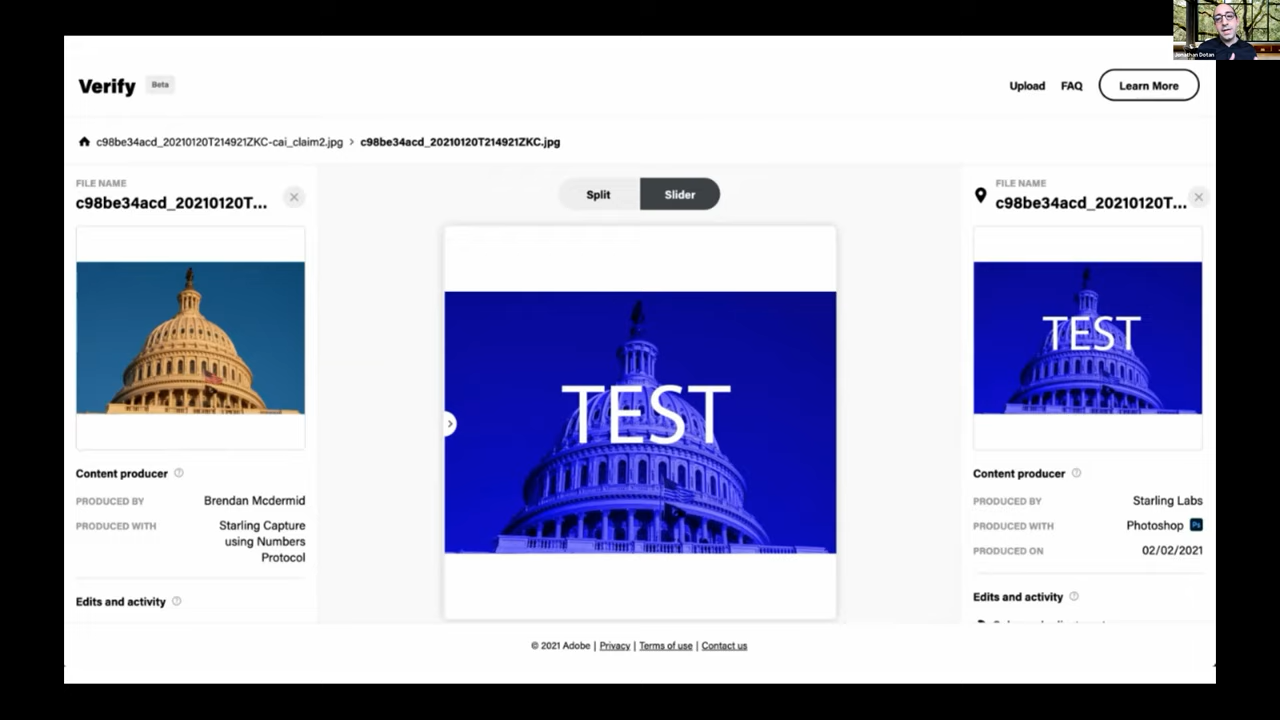 Jonathan Dotan
Verify Beta
Upload FAQ Learn More
c98be34acd_20210120T214921ZKC-cai_claim2.jpg > c98be34acd_20210120T214921ZKC.jpg
FILE NAME
c98be34acd_20210120T...
Content producer
PRODUCED BY Brendan Mcdermid
PRODUCED WITH Starling Capture
using Numbers
Protocol
Edits and activity
Split Slider
TEST
FILE NAME
c98be34acd_20210120T...
TEST
Content producer
PRODUCED BY Starling Labs
PRODUCED WITH Photoshop Ps
PRODUCED ON 02/02/2021
Edits and activity
© 2021 Adobe | Privacy | Terms of use | Contact us